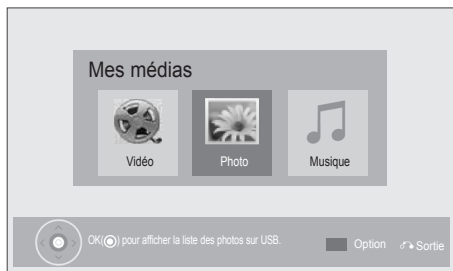 Mes médias
Vidéo
Photo
Musique
OK(◉) pour afficher la liste des photos sur USB.
Option
Sortie